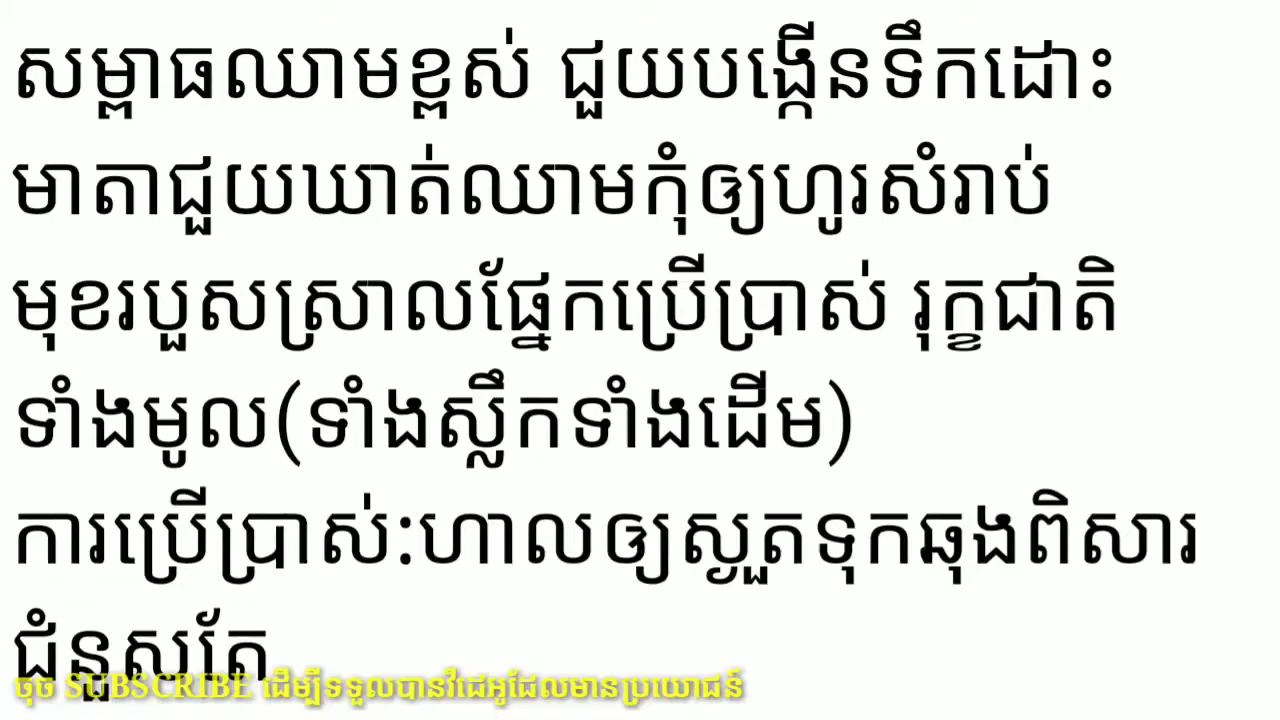 សម្ពាធឈាមខ្ពស់ ជួយបង្កើនទឹកដោះ
មាតាជួយឃាត់ឈាមកុំឲ្យហូរសំរាប់
មុខរបួសស្រាលផ្នែកប្រើប្រាស់ រុក្ខជាតិ
ទាំងមូល(ទាំងស្លឹកទាំងដើម)
ការប្រើប្រាស់:ហាលឲ្យស្ងួតទុកឆុងពិសារ
ជំនួសតែ
ចុច SUBSCRIBE ដើម្បីទទួលបានវីដេអូដែលមានប្រយោជន៍